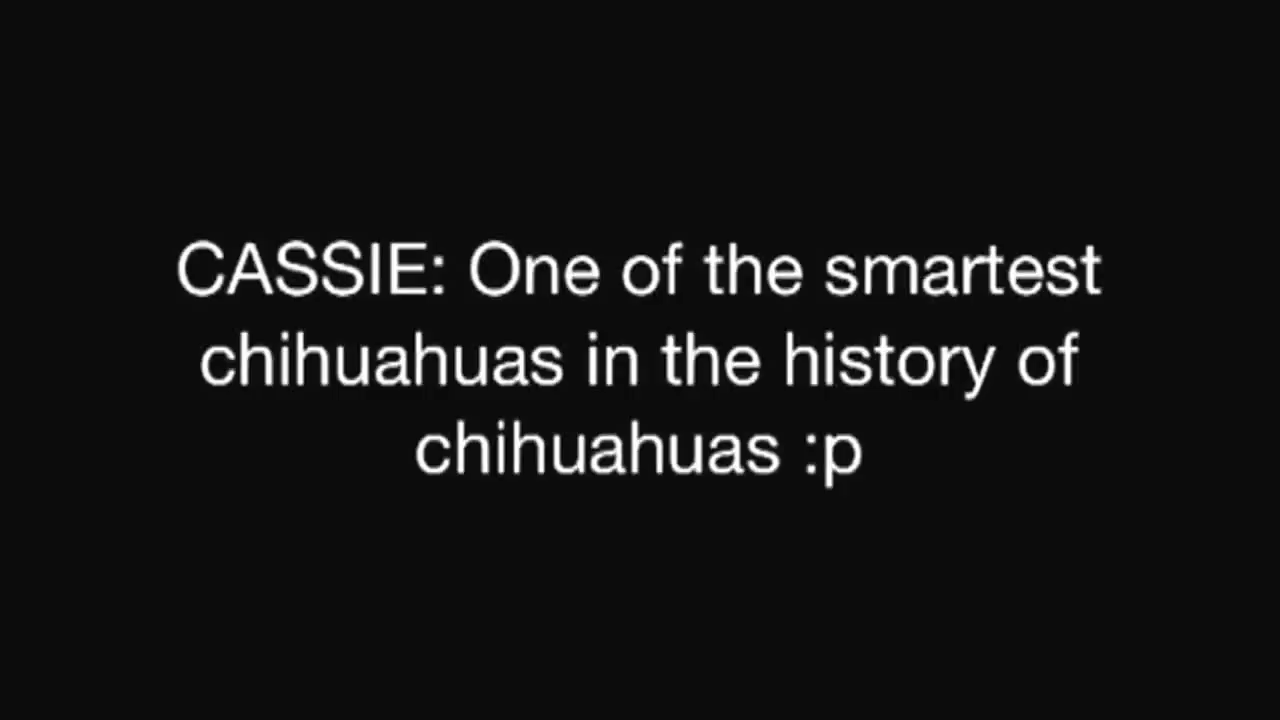 CASSIE: One of the smartest
chihuahuas in the history of
chihuahuas :p